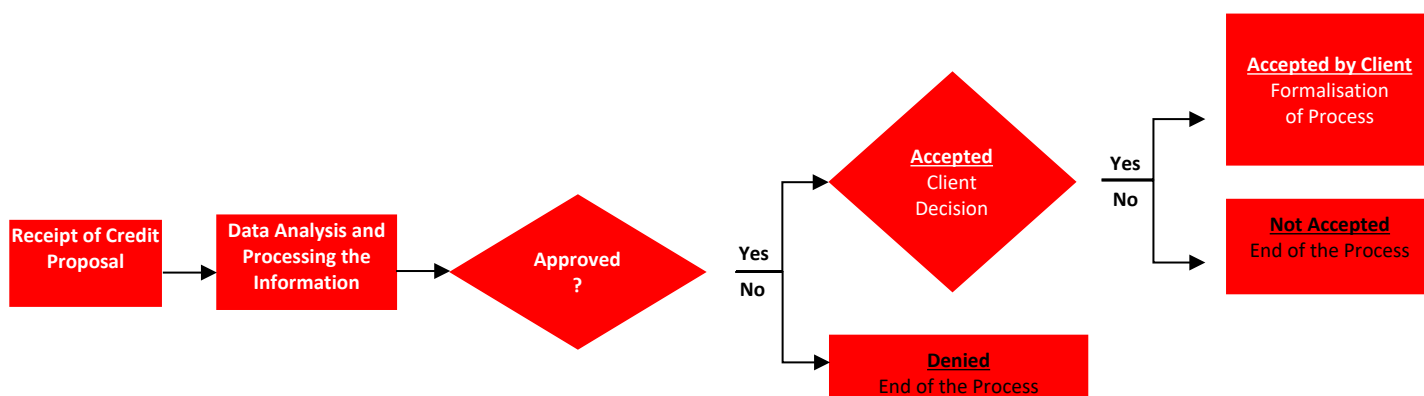 Receipt of Credit
Proposal
Data Analysis and
Processing the
Information
Approved
?
Yes
No
Accepted
Client
Decision
Denied
End of the Process
Yes
No
Accepted by Client
Formalisation
of Process
Not Accepted
End of the Process